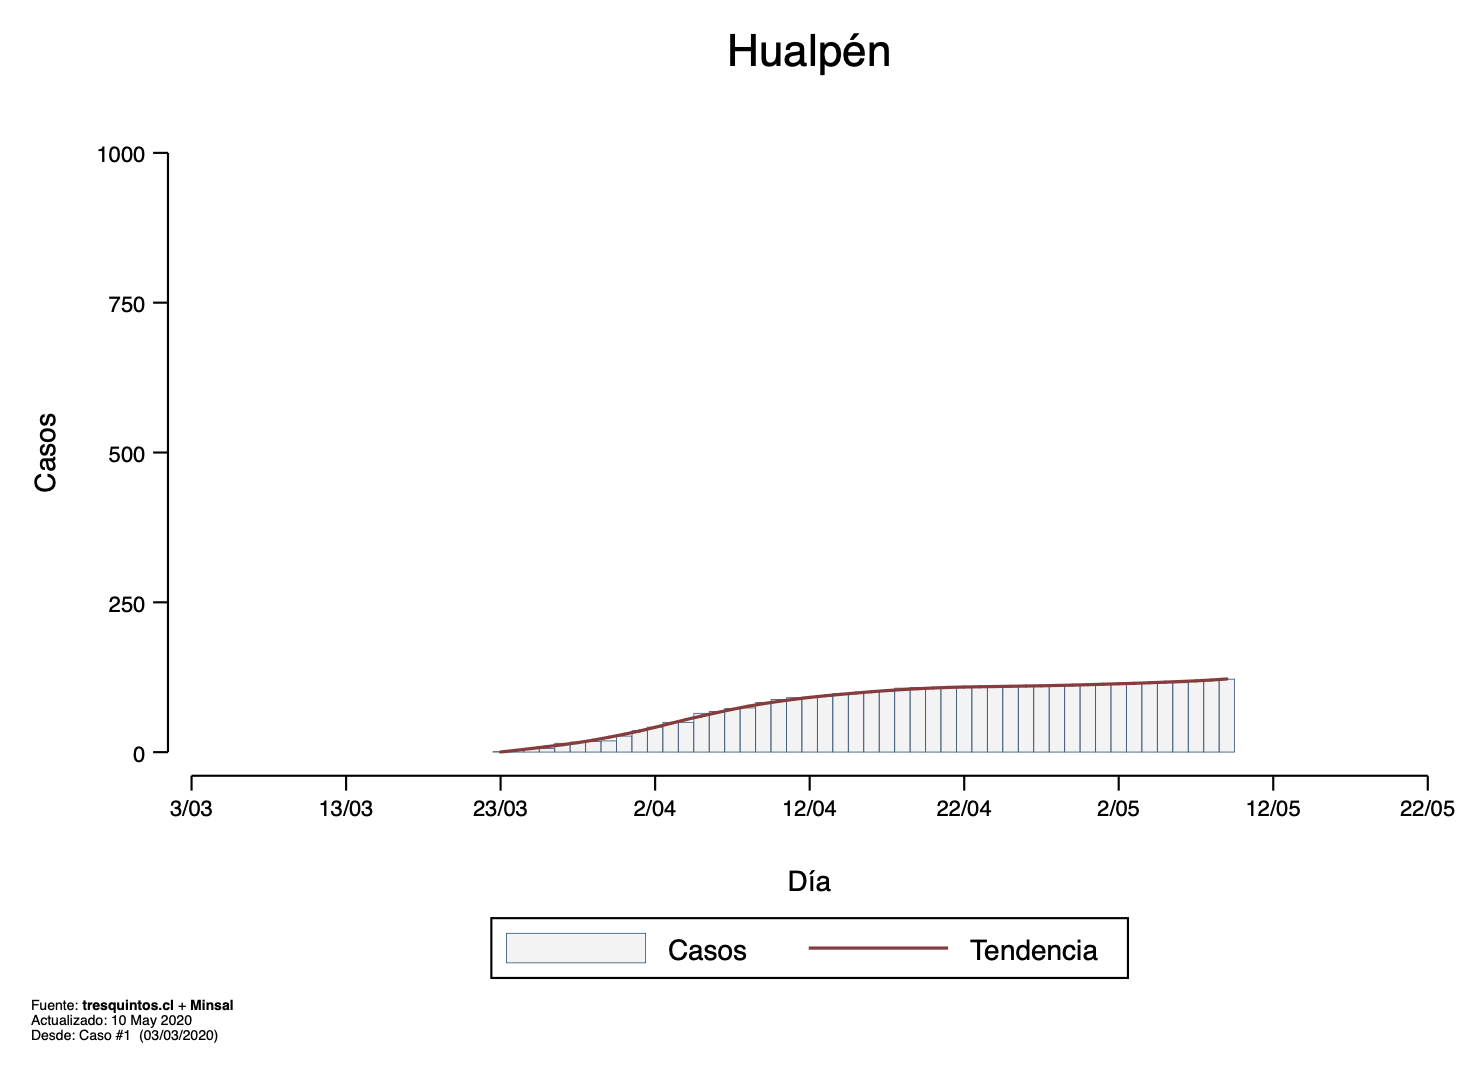 Hualpén
1000
750
500
250
0
Casos
3/03
13/03
23/03
2/04
12/04
22/04
2/05
12/05
22/05
Día
Casos
Tendencia
Fuente: tresquintos.cl + Minsal
Actualizado: 10 May 2020
Desde: Caso #1 (03/03/2020)